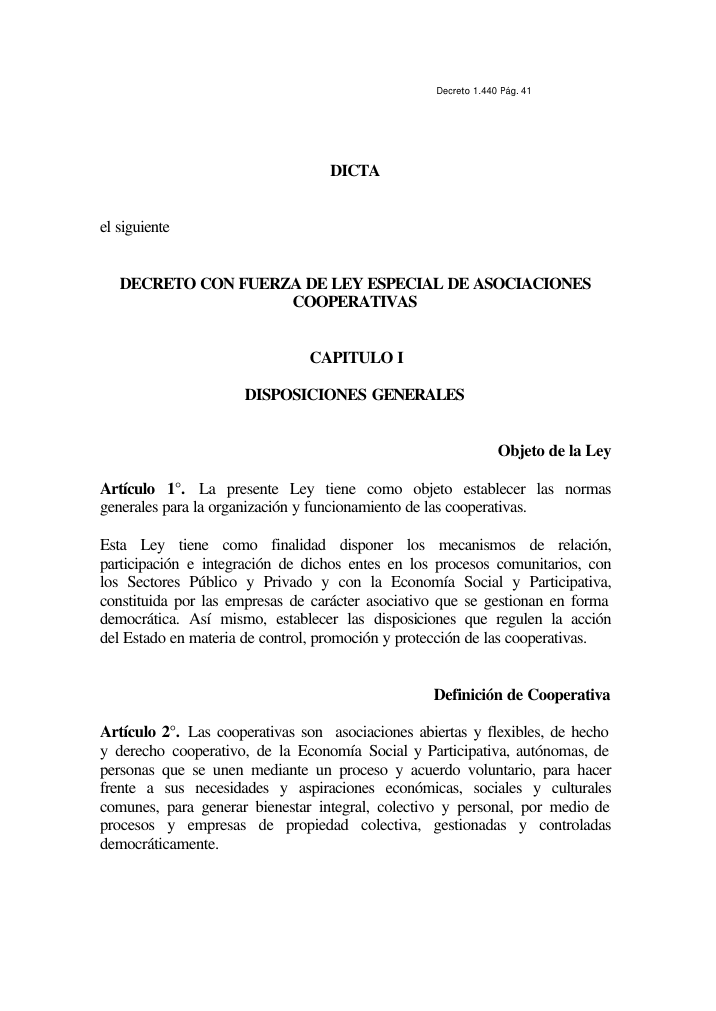 Decreto 1.440 Pág. 41
DICTA
el siguiente
DECRETO CON FUERZA DE LEY ESPECIAL DE ASOCIACIONES
COOPERATIVAS
CAPITULO I
DISPOSICIONES GENERALES
Objeto de la Ley
Artículo 1°. La presente Ley tiene como objeto establecer las normas
generales para la organización y funcionamiento de las cooperativas.
Esta Ley tiene como finalidad disponer los mecanismos de relación,
participación e integración de dichos entes en los procesos comunitarios, con
los Sectores Público y Privado y con la Economía Social y Participativa,
constituida por las empresas de carácter asociativo que se gestionan en forma
democrática. Así mismo, establecer las disposiciones que regulen la acción
del Estado en materia de control, promoción y protección de las cooperativas.
Definición de Cooperativa
Artículo 2°. Las cooperativas son asociaciones abiertas y flexibles, de hecho
y derecho cooperativo, de la Economía Social y Participativa, autónomas, de
personas que se unen mediante un proceso y acuerdo voluntario, para hacer
frente a sus necesidades y aspiraciones económicas, sociales y culturales
comunes, para generar bienestar integral, colectivo y personal, por medio de
procesos y empresas de propiedad colectiva, gestionadas y controladas
democráticamente.